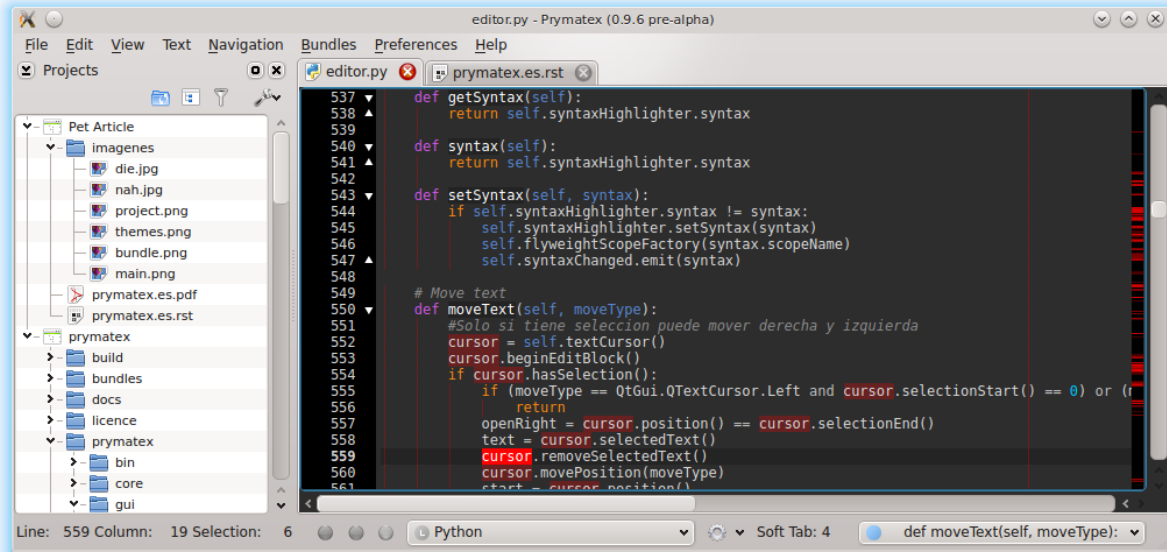 editor.py - Prymatex (0.9.6 pre-alpha)
File Edit View Text Navigation Bundles Preferences Help
Projects
editor.py prymatex.es.rst
Pet Article
imagenes
die.jpg
nah.jpg
project.png
themes.png
bundle.png
main.png
prymatex.es.pdf
prymatex.es.rst
prymatex
build
bundles
docs
licence
prymatex
bin
core
gui
537 def getSyntax(self):
538 return self.syntaxHighlighter.syntax
539
540 def syntax(self):
541 return self.syntaxHighlighter.syntax
542
543 def setSyntax(self, syntax):
544 if self.syntaxHighlighter.syntax != syntax:
545 self.syntaxHighlighter.setSyntax(syntax)
546 self.flyweightScopeFactory(syntax.scopeName)
547 self.syntaxChanged.emit(syntax)
548
549 # Move text
550 def moveText(self, moveType):
551 #Solo si tiene seleccion puede mover derecha y izquierda
552 cursor = self.textCursor()
553 cursor.beginEditBlock()
554 if cursor.hasSelection():
555 if (moveType == QtGui.QTextCursor.Left and cursor.selectionStart() == 0) or (
556 return
557 openRight = cursor.position() == cursor.selectionEnd()
558 text = cursor.selectedText()
559 cursor.removeSelectedText()
560 cursor.movePosition(moveType)
561 start = cursor.position()
Line: 559 Column: 19 Selection: 6 Python Soft Tab: 4 def moveText(self, moveType):